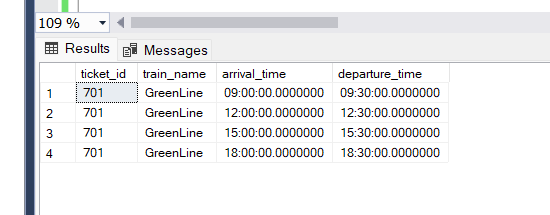 109 %
Results Messages
ticket_id train_name arrival_time departure_time
1 701 GreenLine 09:00:00.0000000 09:30:00.0000000
2 701 GreenLine 12:00:00.0000000 12:30:00.0000000
3 701 GreenLine 15:00:00.0000000 15:30:00.0000000
4 701 GreenLine 18:00:00.0000000 18:30:00.0000000